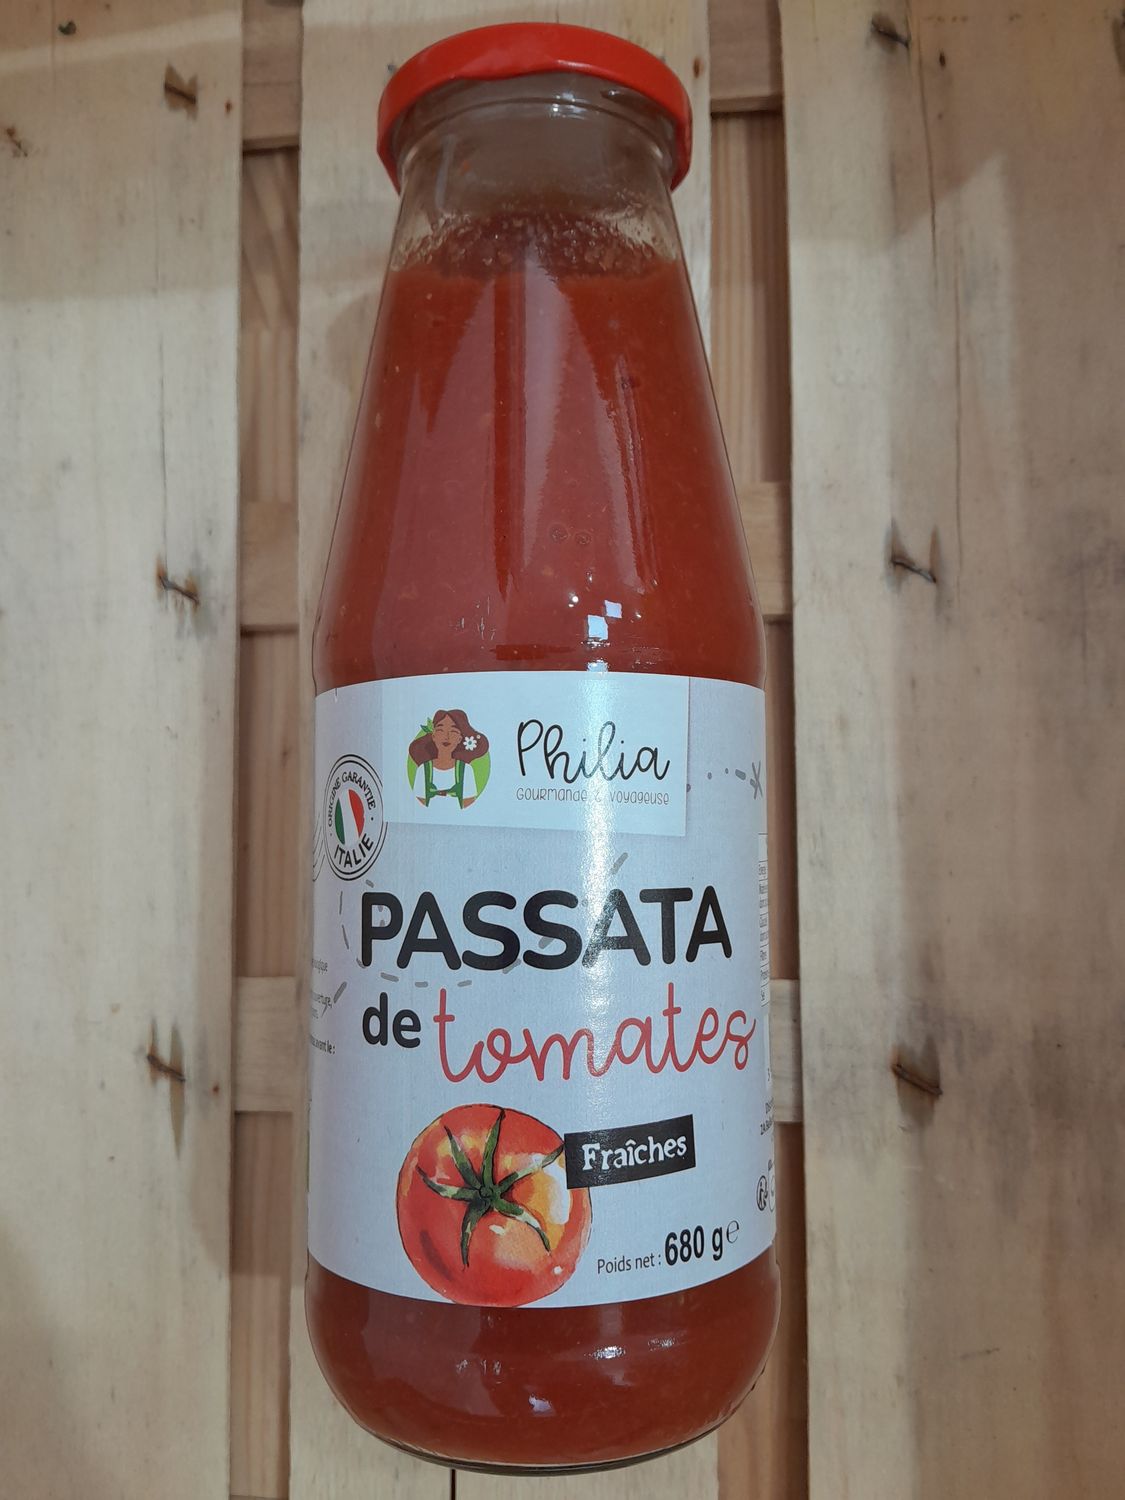 Philia
Gourmande & Voyageuse
ORIGINE GARANTIE
ITALIE
PASSATA
de tomates
Fraîches
Poids net : 680 g e